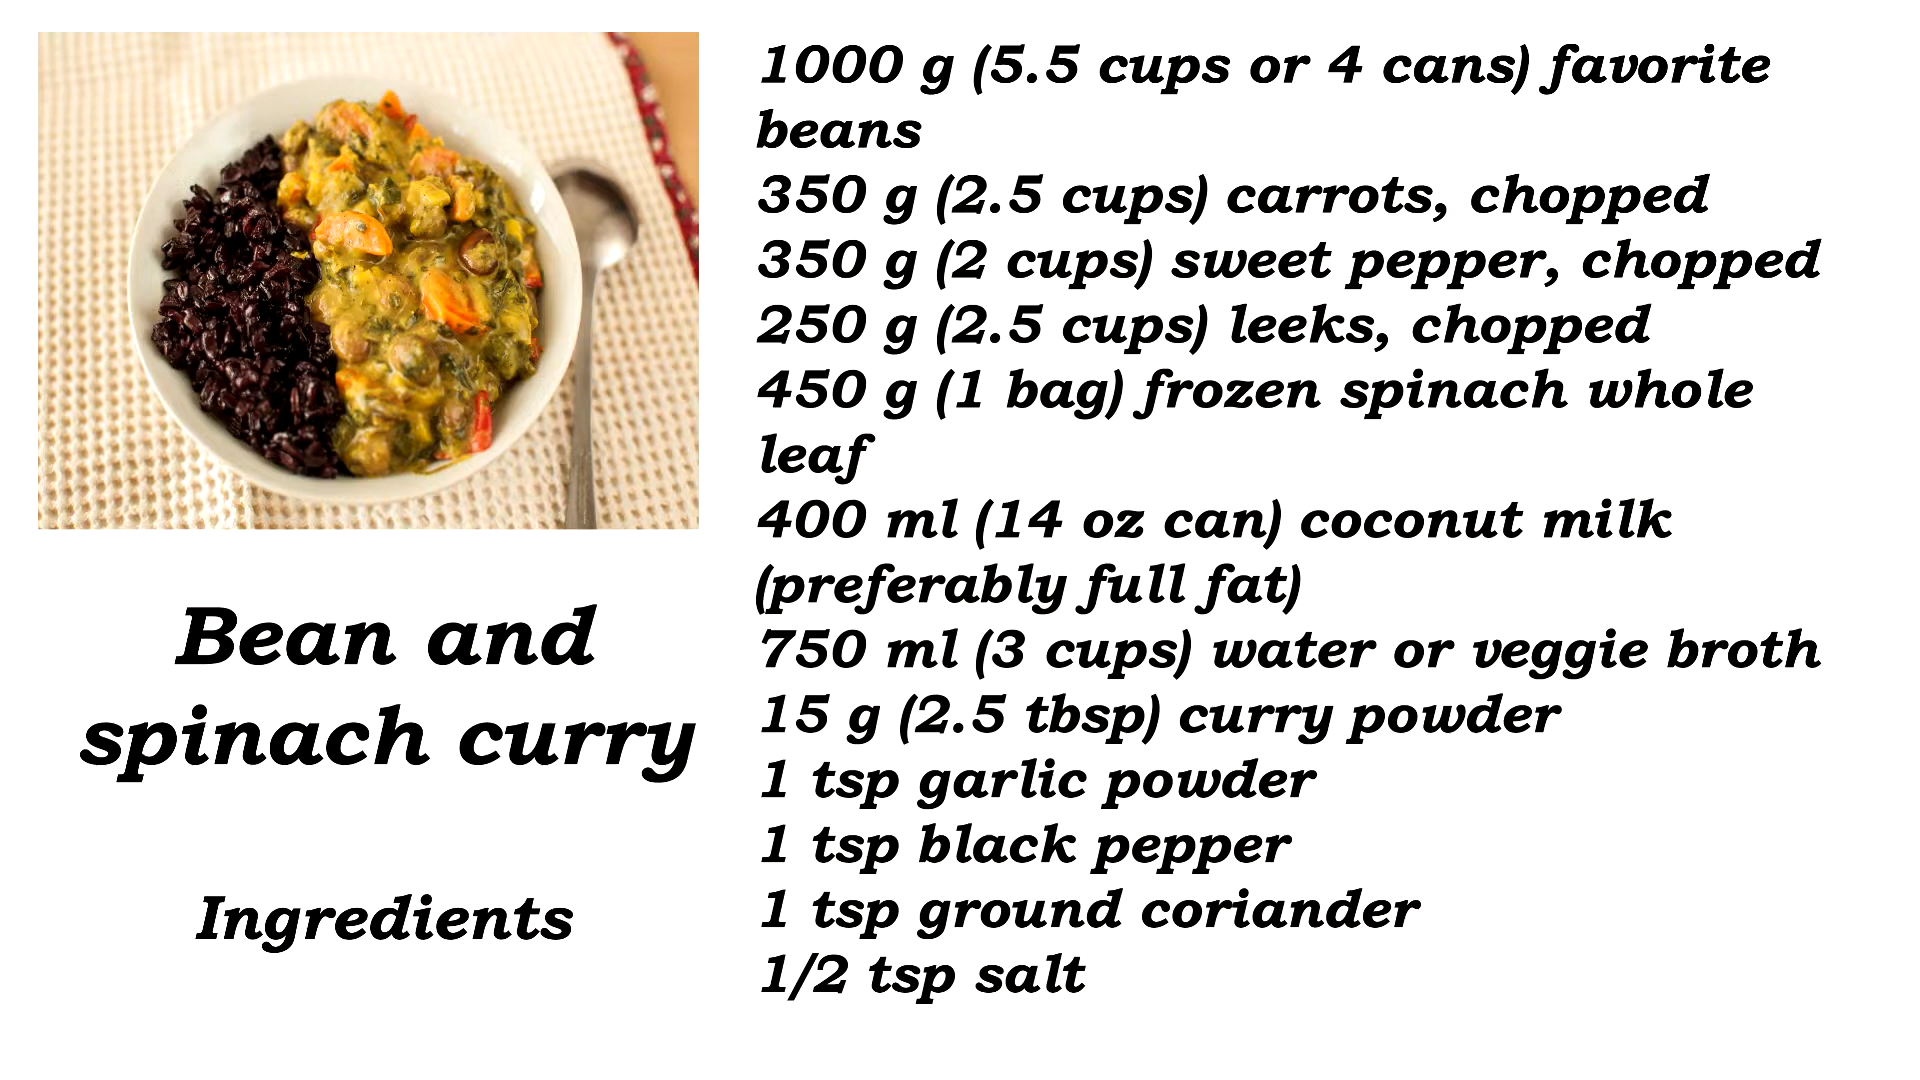 1000 g (5.5 cups or 4 cans) favorite
beans
350 g (2.5 cups) carrots, chopped
350 g (2 cups) sweet pepper, chopped
250 g (2.5 cups) leeks, chopped
450 g (1 bag) frozen spinach whole
leaf
400 ml (14 oz can) coconut milk
(preferably full fat)
750 ml (3 cups) water or veggie broth
15 g (2.5 tbsp) curry powder
1 tsp garlic powder
1 tsp black pepper
1 tsp ground coriander
1/2 tsp salt
Bean and
spinach curry
Ingredients